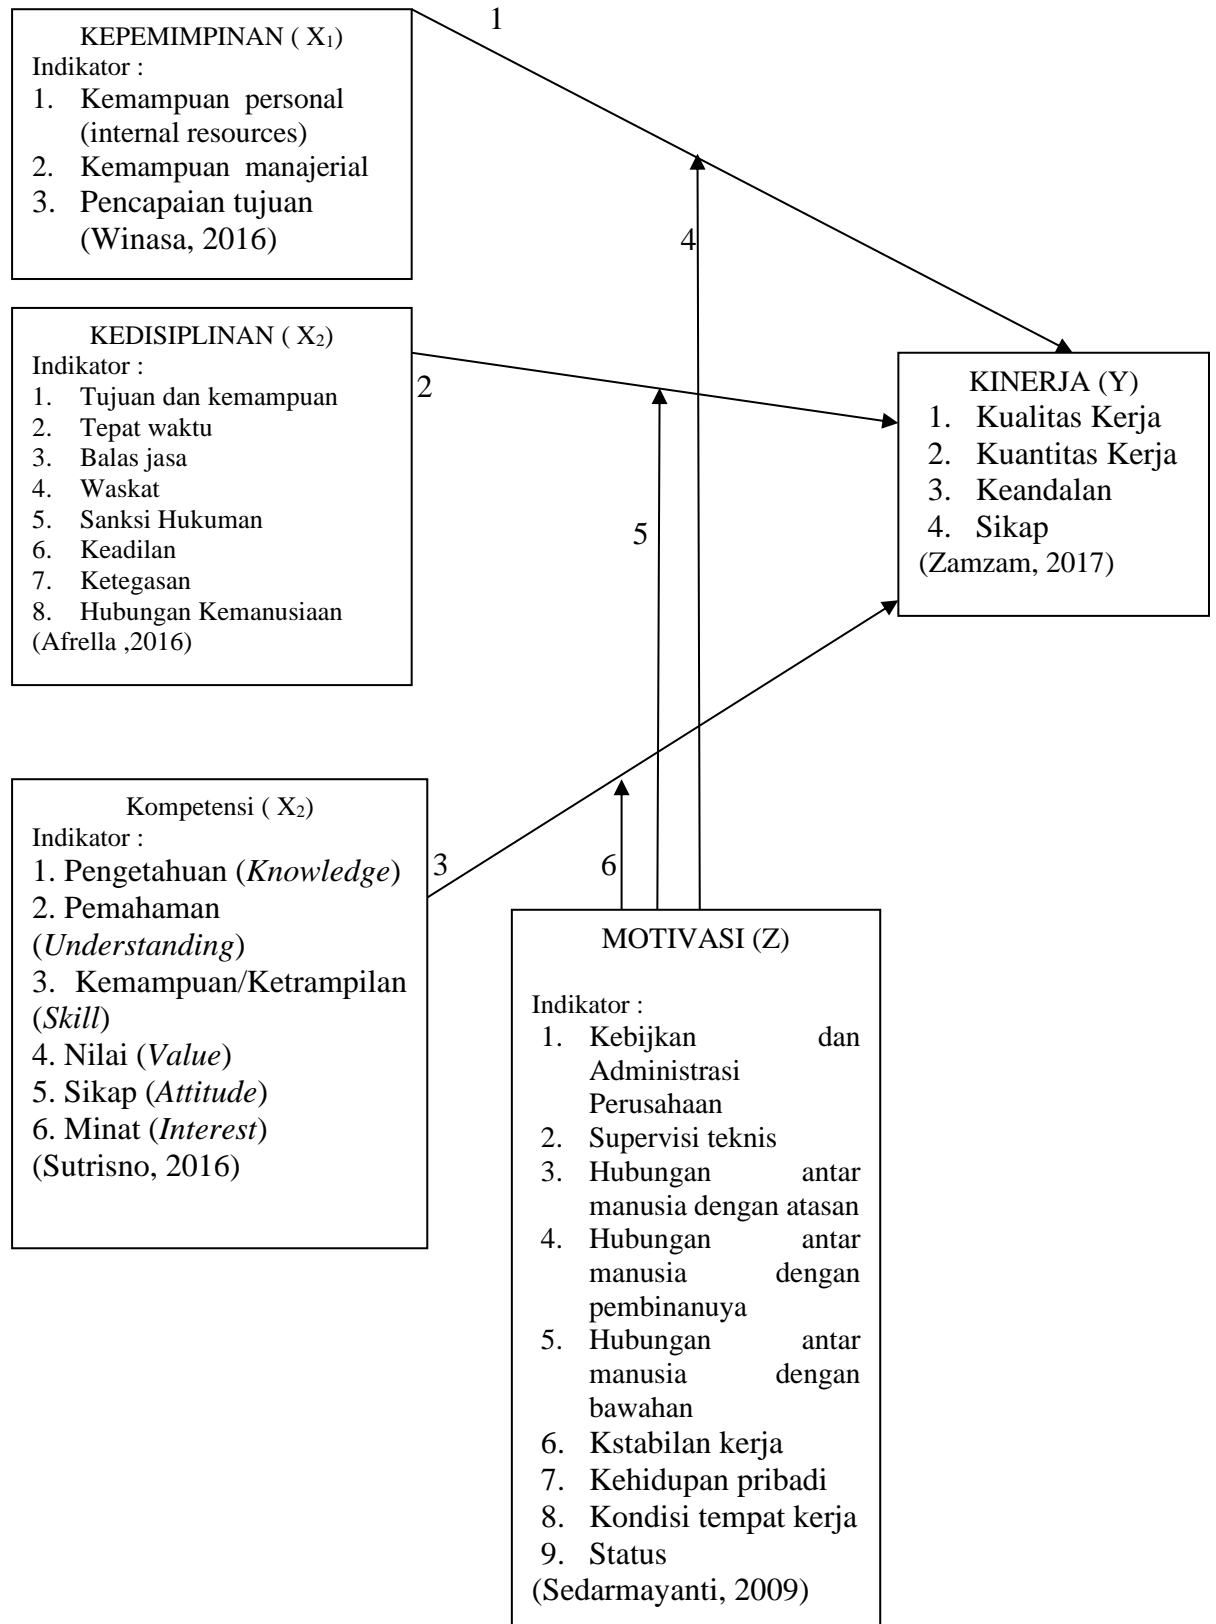 1
KEPEMIMPINAN ( X₁)
Indikator :
1. Kemampuan personal
(internal resources)
2. Kemampuan manajerial
3. Pencapaian tujuan
(Winasa, 2016)
4
KEDISIPLINAN ( X₂)
Indikator :
1. Tujuan dan kemampuan
2. Tepat waktu
3. Balas jasa
4. Waskat
5. Sanksi Hukuman
6. Keadilan
7. Ketegasan
8. Hubungan Kemanusiaan
(Afrella ,2016)
2
5
KINERJA (Y)
1. Kualitas Kerja
2. Kuantitas Kerja
3. Keandalan
4. Sikap
(Zamzam, 2017)
Kompetensi ( X₂)
Indikator :
1. Pengetahuan (Knowledge)
2. Pemahaman
(Understanding)
3. Kemampuan/Ketrampilan
(Skill)
4. Nilai (Value)
5. Sikap (Attitude)
6. Minat (Interest)
(Sutrisno, 2016)
3
6
MOTIVASI (Z)
Indikator :
1. Kebijkan dan
Administrasi
Perusahaan
2. Supervisi teknis
3. Hubungan antar
manusia dengan atasan
4. Hubungan antar
manusia dengan
pembinanuya
5. Hubungan antar
manusia dengan
bawahan
6. Kstabilan kerja
7. Kehidupan pribadi
8. Kondisi tempat kerja
9. Status
(Sedarmayanti, 2009)